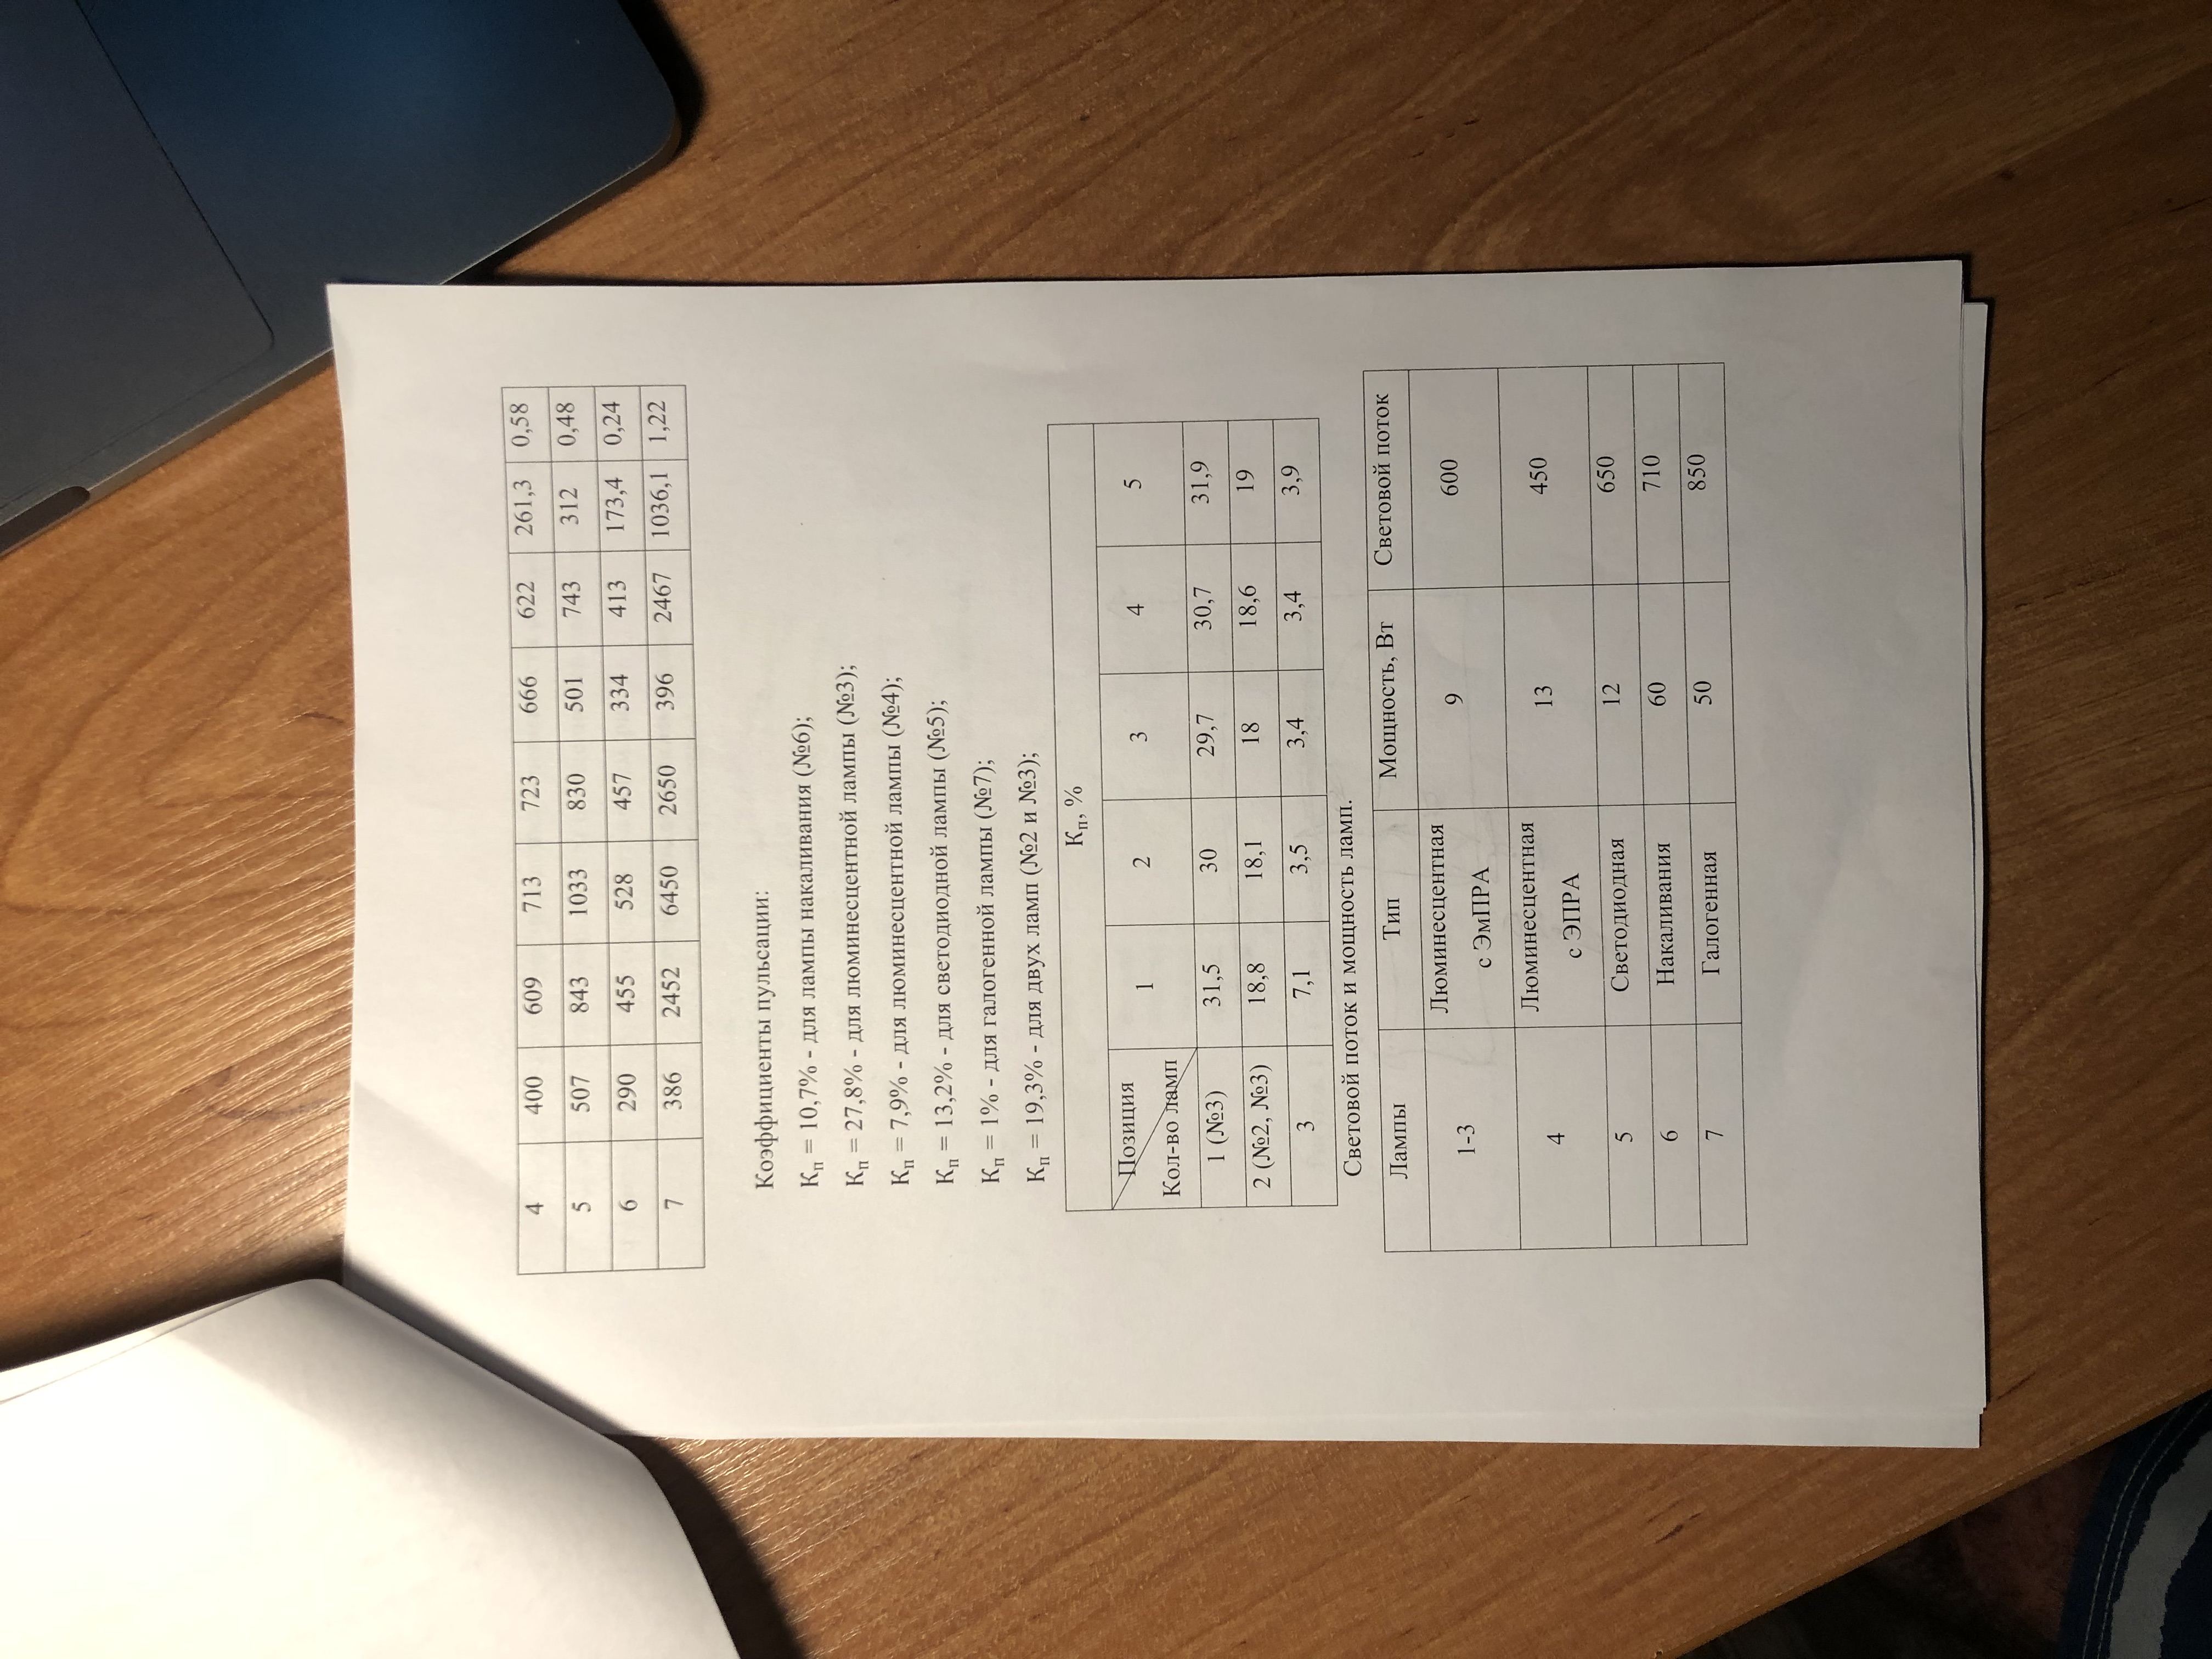 4 400 609 713 723 666 622 261,3 0,58
5 507 843 1033 830 501 743 312 0,48
6 290 455 528 457 334 413 173,4 0,24
7 386 2452 6450 2650 396 2467 1036,1 1,22
Коэффициенты пульсации:
Кп = 10,7% - для лампы накаливания (№6);
Кп = 27,8% - для люминесцентной лампы (№3);
Кп = 7,9% - для люминесцентной лампы (№4);
Кп = 13,2% - для светодиодной лампы (№5);
Кп = 1% - для галогенной лампы (№7);
Кп = 19,3% - для двух ламп (№2 и №3);
Кп, %
Позиция
Кол-во ламп
1 2 3 4 5
1 (№3) 31,5 30 29,7 30,7 31,9
2 (№2, №3) 18,8 18,1 18 18,6 19
3 7,1 3,5 3,4 3,4 3,9
Световой поток и мощность ламп.
Лампы Тип Мощность, Вт Световой поток
1-3 Люминесцентная
с ЭмПРА 9 600
4 Люминесцентная
с ЭПРА 13 450
5 Светодиодная 12 650
6 Накаливания 60 710
7 Галогенная 50 850